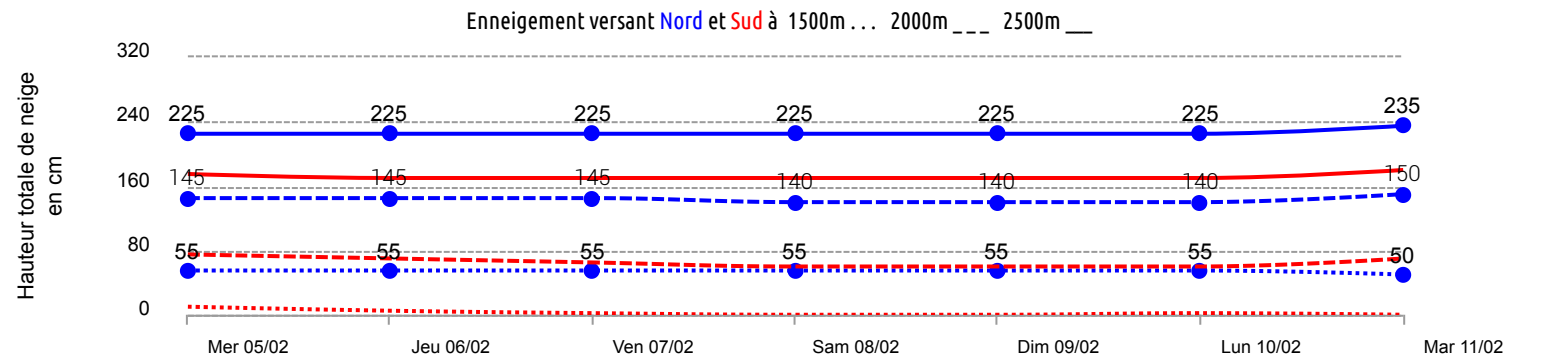 Enneigement versant Nord et Sud à 1500m . . . 2000m _ _ _ 2500m __
Hauteur totale de neige
en cm
320
240
160
80
0
225 225 225 225 225 225 235
145 145 145 140 140 140 150
55 55 55 55 55 55 50
Mer 05/02 Jeu 06/02 Ven 07/02 Sam 08/02 Dim 09/02 Lun 10/02 Mar 11/02